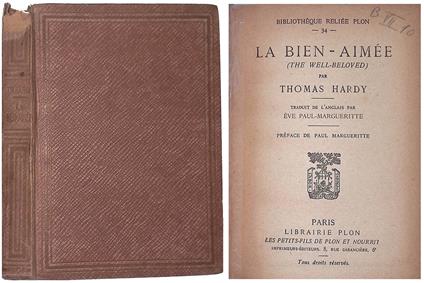 B VII 10
BIBLIOTHÈQUE RELIÉE PLON
— 34 —
LA BIEN-AIMÉE
(THE WELL-BELOVED)
PAR
THOMAS HARDY
TRADUIT DE L'ANGLAIS PAR
ÈVE PAUL-MARGUERITTE
PRÉFACE DE PAUL MARGUERITTE
PARIS
LIBRAIRIE PLON
LES PETITS-FILS DE PLON ET NOURRIT
IMPRIMEURS-ÉDITEURS, 8, RUE GARANCIÈRE, 6e
Tous droits réservés.